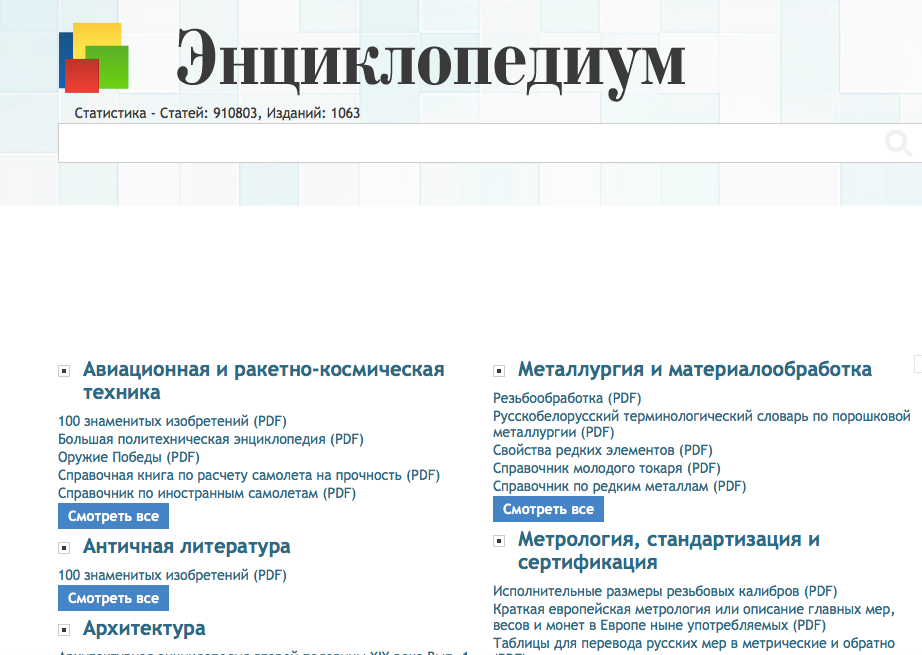 Энциклопедиум
Статистика - Статей: 910803, Изданий: 1063
Авиационная и ракетно-космическая
техника
100 знаменитых изобретений (PDF)
Большая политехническая энциклопедия (PDF)
Оружие Победы (PDF)
Справочная книга по расчету самолета на прочность (PDF)
Справочник по иностранным самолетам (PDF)
Смотреть все
Античная литература
100 знаменитых изобретений (PDF)
Смотреть все
Архитектура
Металлургия и материалообработка
Резьбообработка (PDF)
Русскобелорусский терминологический словарь по порошковой
металлургии (PDF)
Свойства редких элементов (PDF)
Справочник молодого токаря (PDF)
Справочник по редким металлам (PDF)
Смотреть все
Метрология, стандартизация и
сертификация
Исполнительные размеры резьбовых калибров (PDF)
Краткая европейская метрология или описание главных мер,
весов и монет в Европе ныне употребляемых (PDF)
Таблицы для перевода русских мер в метрические и обратно